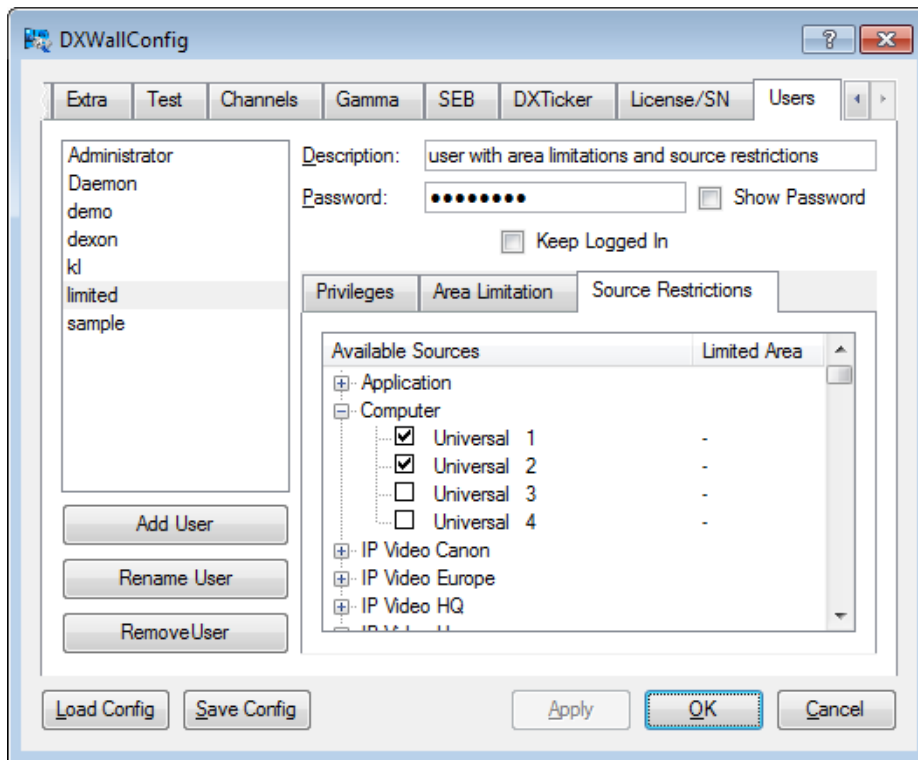 DXWallConfig
Extra Test Channels Gamma SEB DXTicker License/SN Users
Administrator
Daemon
demo
dexon
kl
limited
sample
Add User
Rename User
RemoveUser
Description: user with area limitations and source restrictions
Password: ●●●●●●●● Show Password
Keep Logged In
Privileges Area Limitation Source Restrictions
Available Sources Limited Area
Application
Computer
Universal 1 -
Universal 2 -
Universal 3 -
Universal 4 -
IP Video Canon
IP Video Europe
IP Video HQ
Load Config Save Config Apply OK Cancel